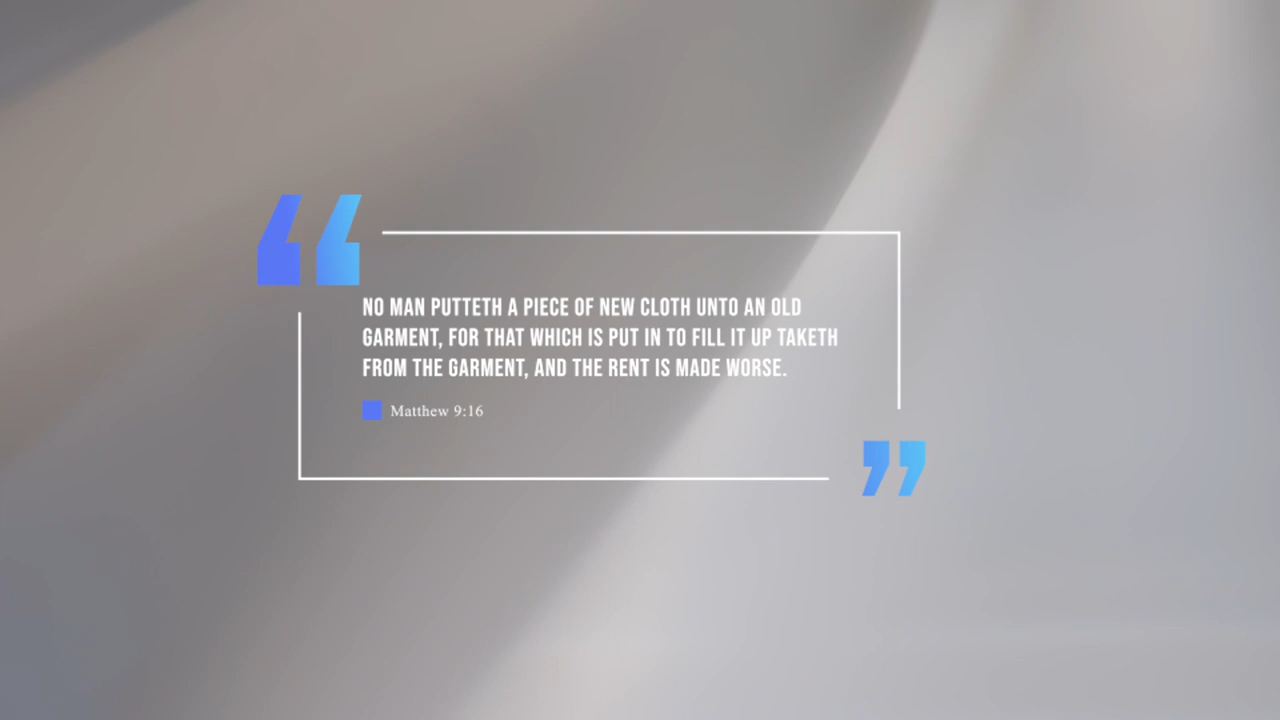 NO MAN PUTTETH A PIECE OF NEW CLOTH UNTO AN OLD
GARMENT, FOR THAT WHICH IS PUT IN TO FILL IT UP TAKETH
FROM THE GARMENT, AND THE RENT IS MADE WORSE.
Matthew 9:16